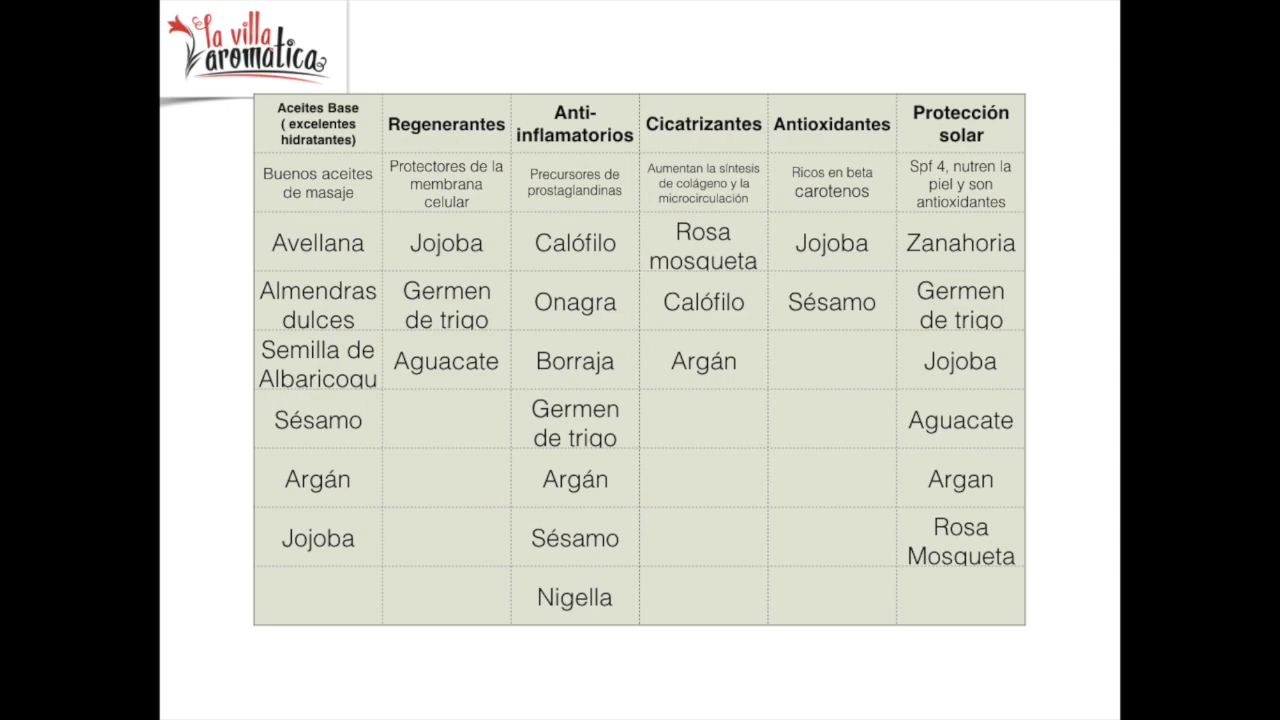 la villa
aromática
Aceites Base
( excelentes
hidratantes)
Regenerantes
Anti-
inflamatorios
Cicatrizantes
Antioxidantes
Protección
solar
Buenos aceites
de masaje
Protectores de la
membrana
celular
Precursores de
prostaglandinas
Aumentan la síntesis
de colágeno y la
microcirculación
Ricos en beta
carotenos
Spf 4, nutren la
piel y son
antioxidantes
Avellana
Jojoba
Calófilo
Rosa
mosqueta
Jojoba
Zanahoria
Almendras
dulces
Germen
de trigo
Onagra
Calófilo
Sésamo
Germen
de trigo
Semilla de
Albaricoqu
Aguacate
Borraja
Argán
Jojoba
Sésamo
Germen
de trigo
Aguacate
Argán
Argán
Argan
Jojoba
Sésamo
Rosa
Mosqueta
Nigella